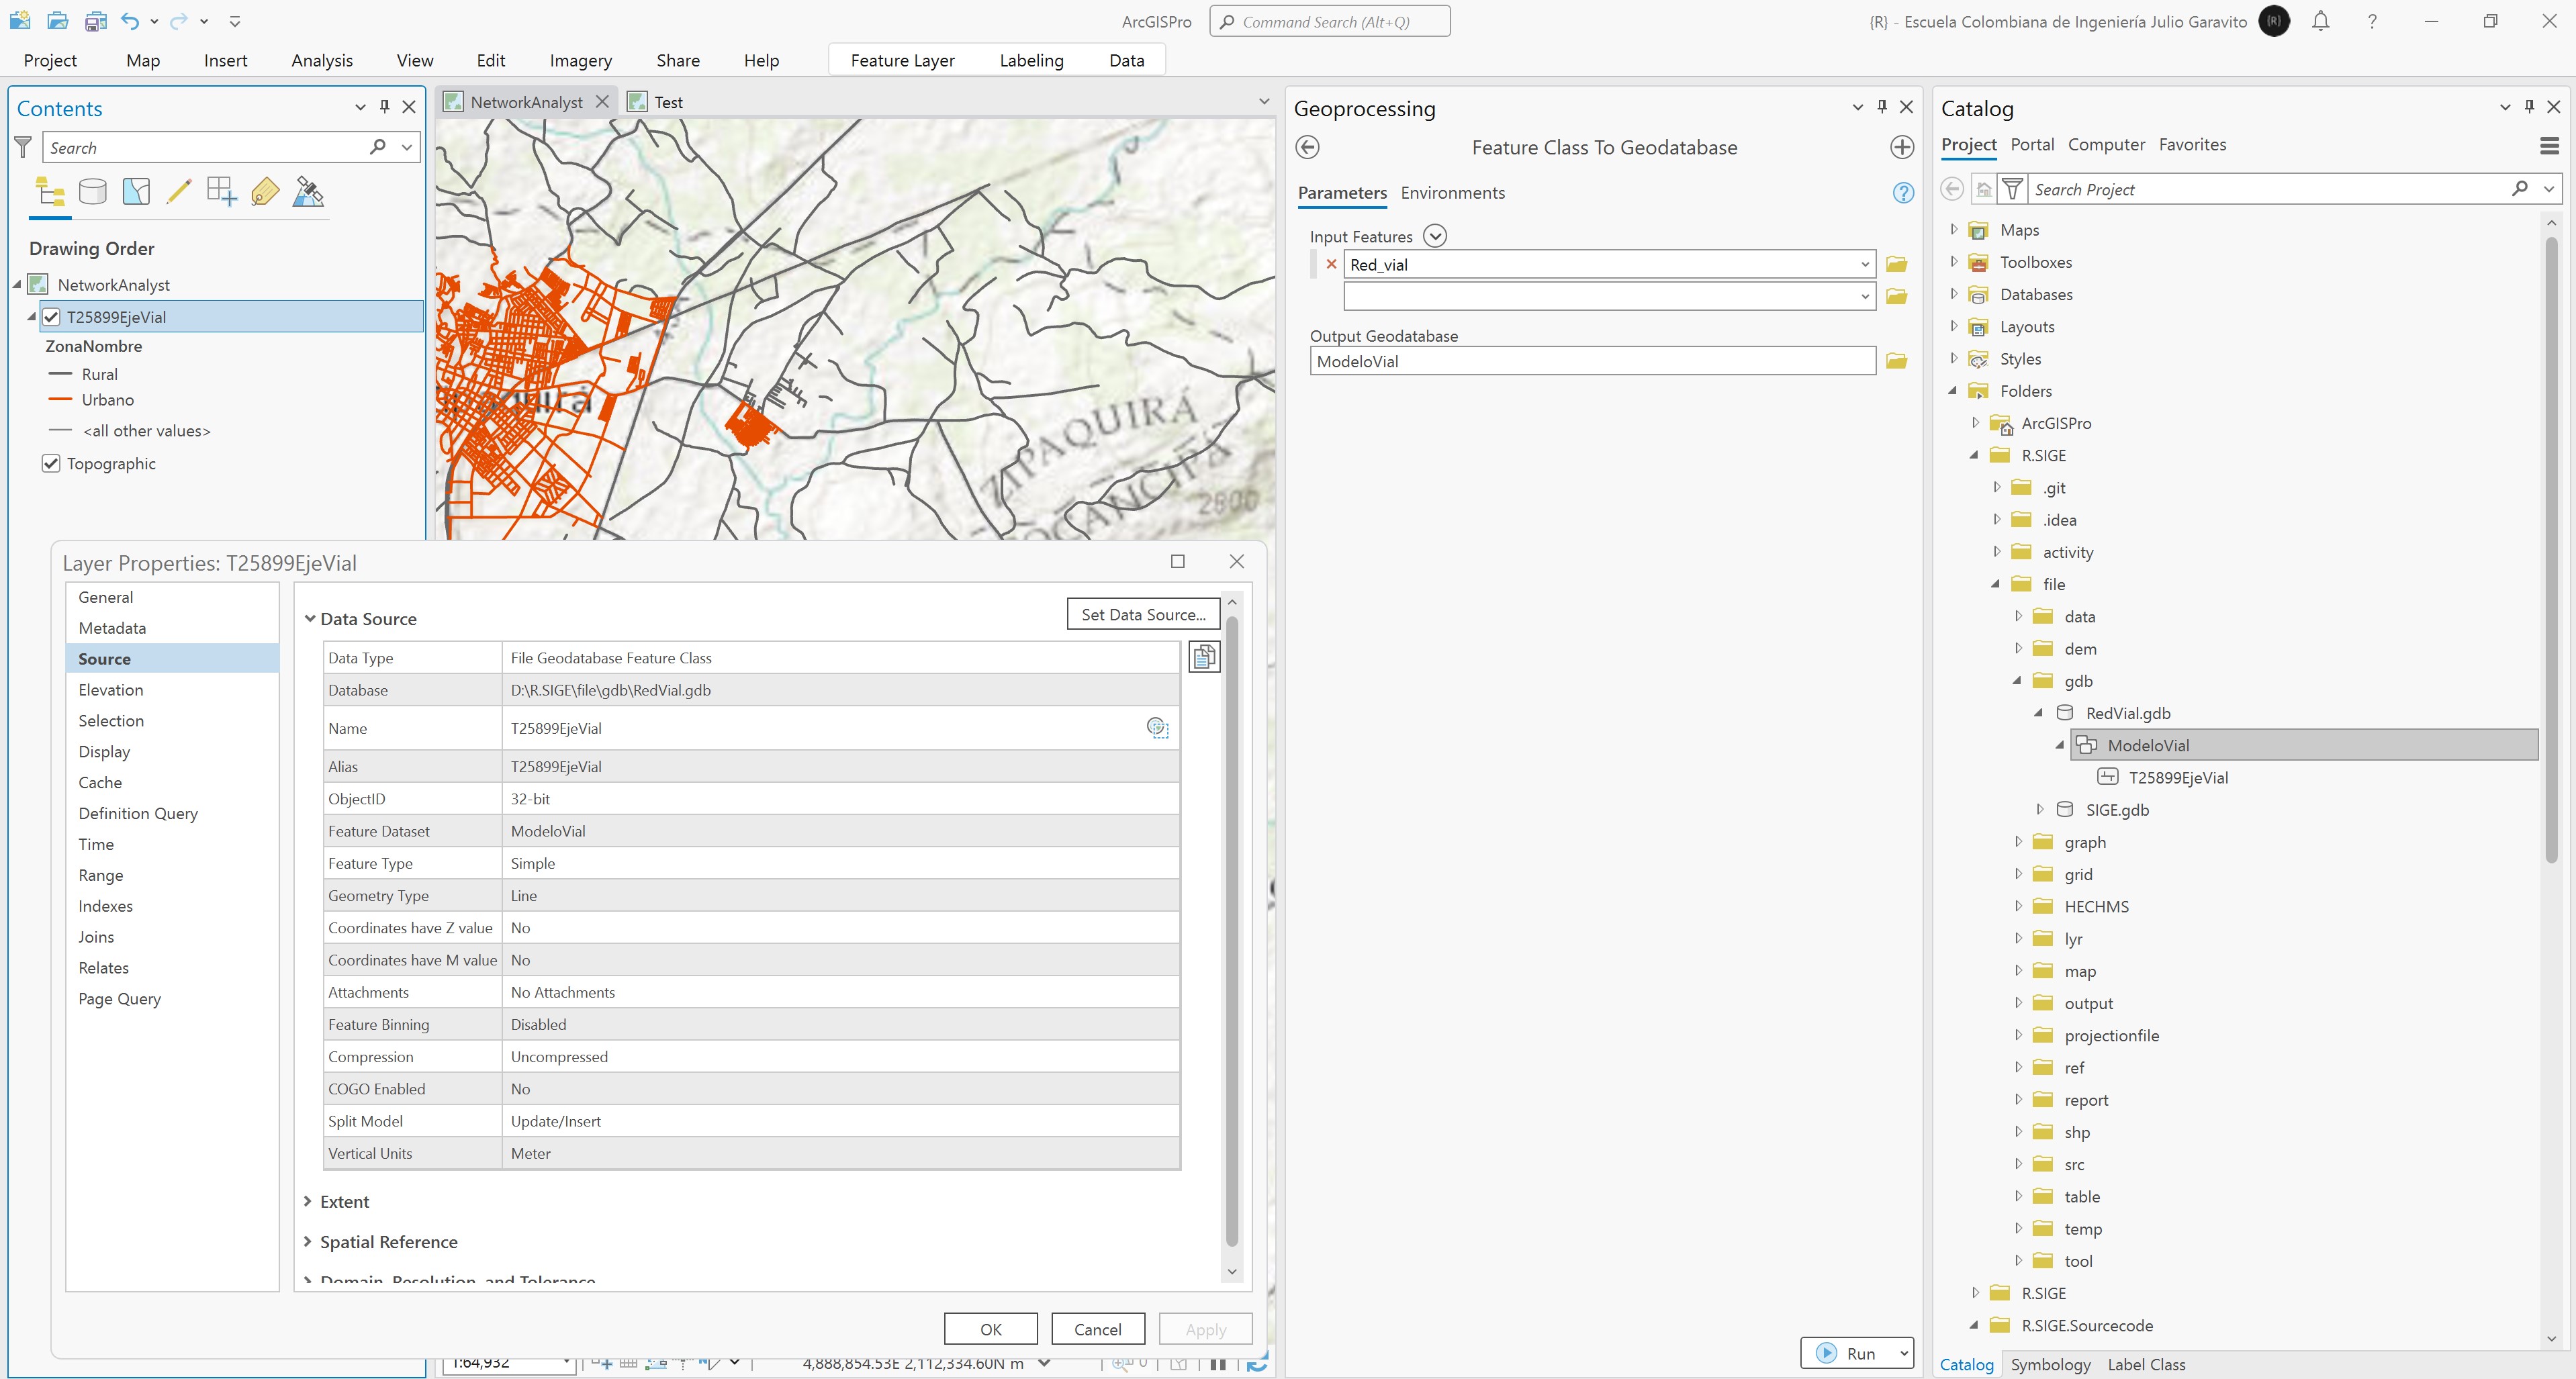 ArcGISPro
Command Search (Alt+Q)
{R} - Escuela Colombiana de Ingeniería Julio Garavito
{R}
Project
Map
Insert
Analysis
View
Edit
Imagery
Share
Help
Feature Layer
Labeling
Data
Contents
Search
Drawing Order
NetworkAnalyst
T25899EjeVial
ZonaNombre
Rural
Urbano
<all other values>
Topographic
NetworkAnalyst
Test
ZIPAQUIRÁ
2800
Layer Properties: T25899EjeVial
General
Metadata
Source
Elevation
Selection
Display
Cache
Definition Query
Time
Range
Indexes
Joins
Relates
Page Query
Data Source
Set Data Source...
Data Type File Geodatabase Feature Class
Database D:\R.SIGE\file\gdb\RedVial.gdb
Name T25899EjeVial
Alias T25899EjeVial
ObjectID 32-bit
Feature Dataset ModeloVial
Feature Type Simple
Geometry Type Line
Coordinates have Z value No
Coordinates have M value No
Attachments No Attachments
Feature Binning Disabled
Compression Uncompressed
COGO Enabled No
Split Model Update/Insert
Vertical Units Meter
Extent
Spatial Reference
Domain, Resolution, and Tolerance
OK
Cancel
Apply
1:64,932
4,888,854.53E 2,112,334.60N m
0
Geoprocessing
Feature Class To Geodatabase
Parameters
Environments
Input Features
Red_vial
Output Geodatabase
ModeloVial
Run
Catalog
Project
Portal
Computer
Favorites
Search Project
Maps
Toolboxes
Databases
Layouts
Styles
Folders
ArcGISPro
R.SIGE
.git
.idea
activity
file
data
dem
gdb
RedVial.gdb
ModeloVial
T25899EjeVial
SIGE.gdb
graph
grid
HECHMS
lyr
map
output
projectionfile
ref
report
shp
src
table
temp
tool
R.SIGE
R.SIGE.Sourcecode
Catalog
Symbology
Label Class